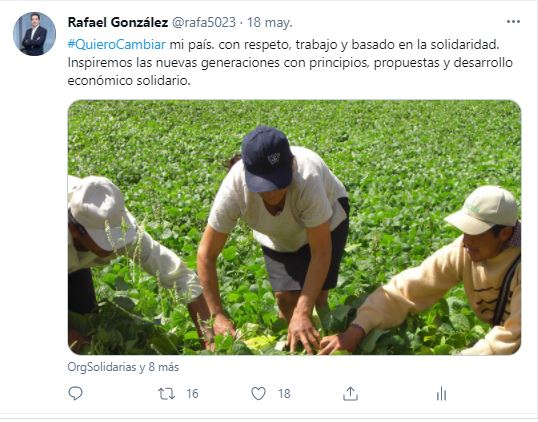 Rafael González @rafa5023 · 18 may.
#QuieroCambiar mi país. con respeto, trabajo y basado en la solidaridad.
Inspiremos las nuevas generaciones con principios, propuestas y desarrollo
económico solidario.
OrgSolidarias y 8 más
16 18